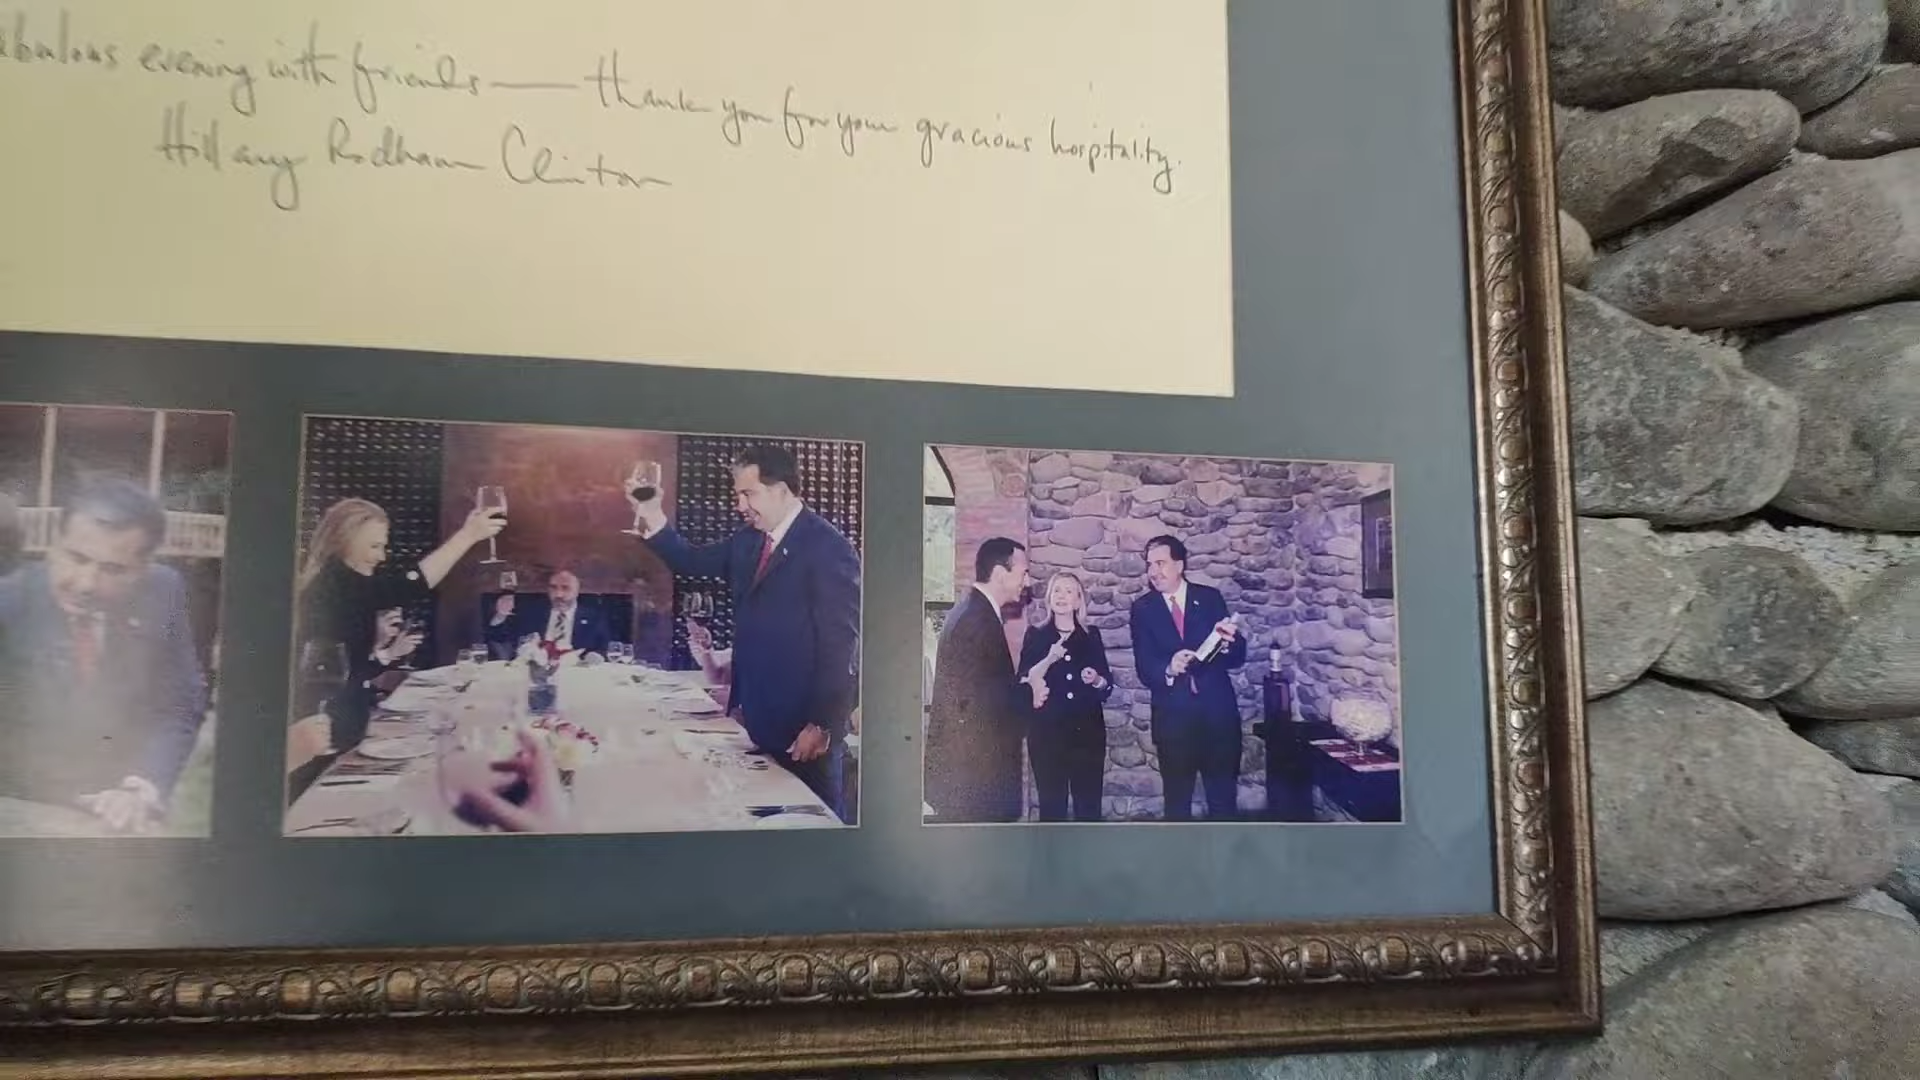 evening with friends — thank you for your gracious hospitality.
Hillary Rodham Clinton